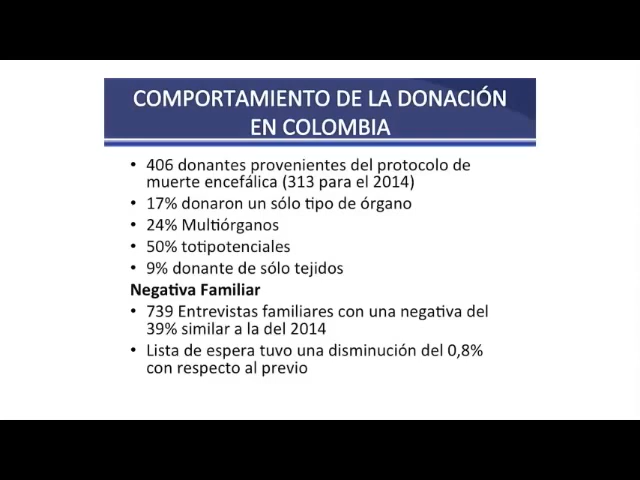 COMPORTAMIENTO DE LA DONACIÓN
EN COLOMBIA
• 406 donantes provenientes del protocolo de
muerte encefálica (313 para el 2014)
• 17% donaron un sólo tipo de órgano
• 24% Multiórganos
• 50% totipotenciales
• 9% donante de sólo tejidos
Negativa Familiar
• 739 Entrevistas familiares con una negativa del
39% similar a la del 2014
• Lista de espera tuvo una disminución del 0,8%
con respecto al previo